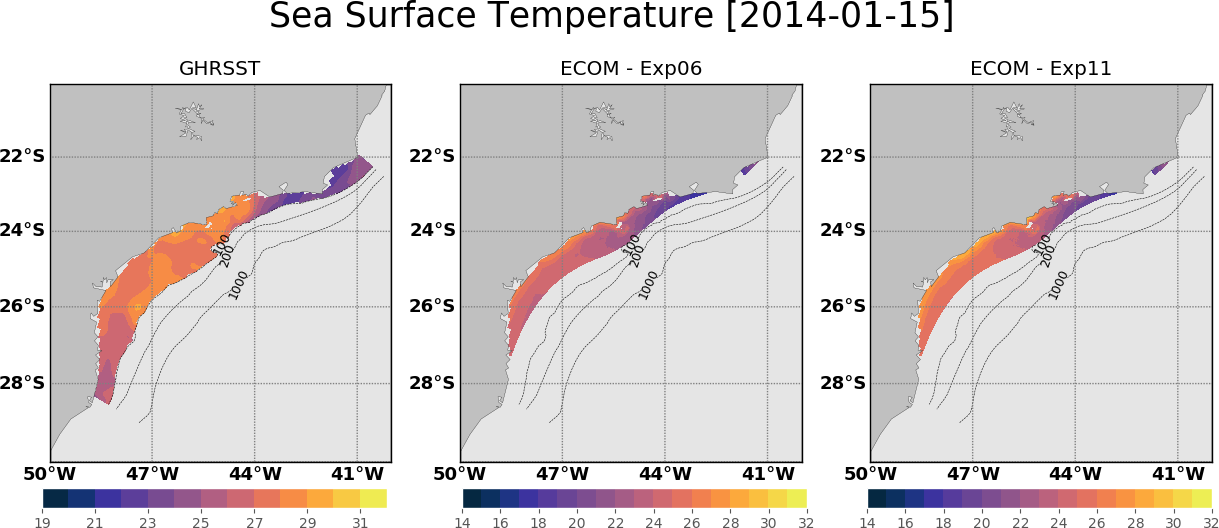 Sea Surface Temperature [2014-01-15]
GHRSST
ECOM - Exp06
ECOM - Exp11
22°S 22°S 22°S
24°S 24°S 24°S
100 100 100
200 200 200
1000 1000 1000
26°S 26°S 26°S
28°S 28°S 28°S
50°W 47°W 44°W 41°W 50°W 47°W 44°W 41°W 50°W 47°W 44°W 41°W
19 21 23 25 27 29 31 14 16 18 20 22 24 26 28 30 32 14 16 18 20 22 24 26 28 30